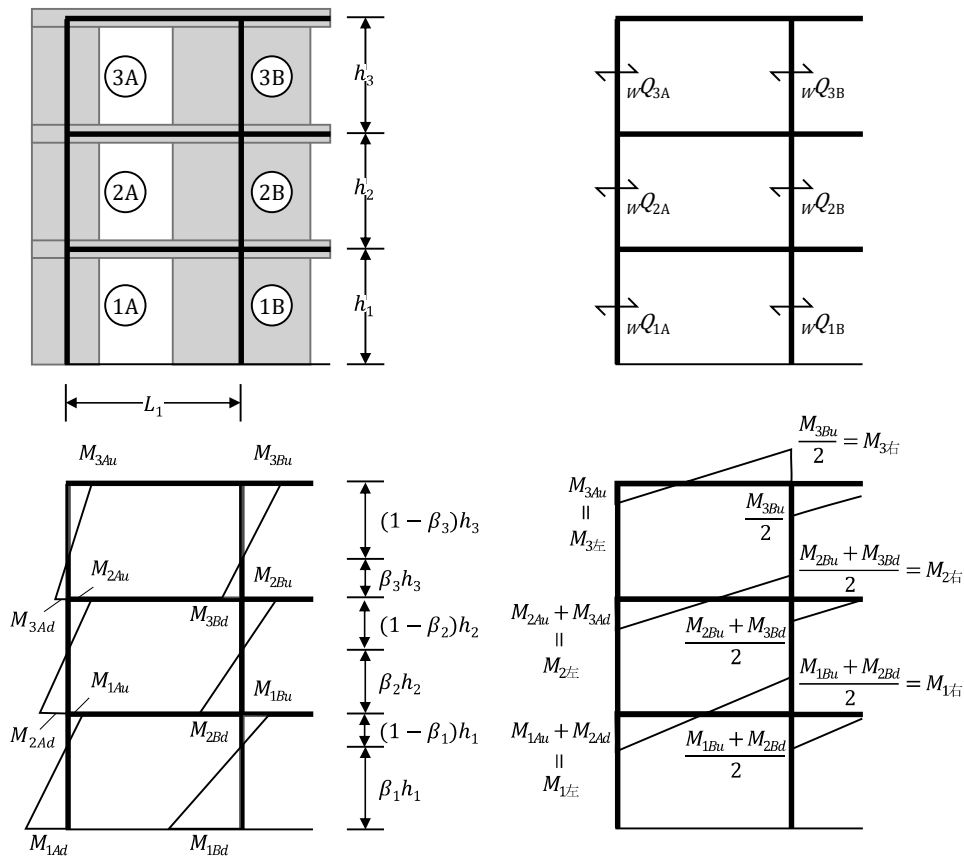 3A
3B
h₃
2A
2B
h₂
1A
1B
h₁
L₁
WQ3A
WQ3B
WQ2A
WQ2B
WQ1A
WQ1B
M3Au
M3Bu
(1 − β₃)h₃
M2Au
M2Bu
β₃h₃
M3Ad
M3Bd
(1 − β₂)h₂
M1Au
M1Bu
β₂h₂
M2Ad
M2Bd
(1 − β₁)h₁
β₁h₁
M1Ad
M1Bd
M3Bu/2 = M3右
M3Au
=
M3左
M3Bu/2
(M2Bu + M3Bd)/2 = M2右
M2Au + M3Ad
=
M2左
(M2Bu + M3Bd)/2
(M1Bu + M2Bd)/2 = M1右
M1Au + M2Ad
=
M1左
(M1Bu + M2Bd)/2